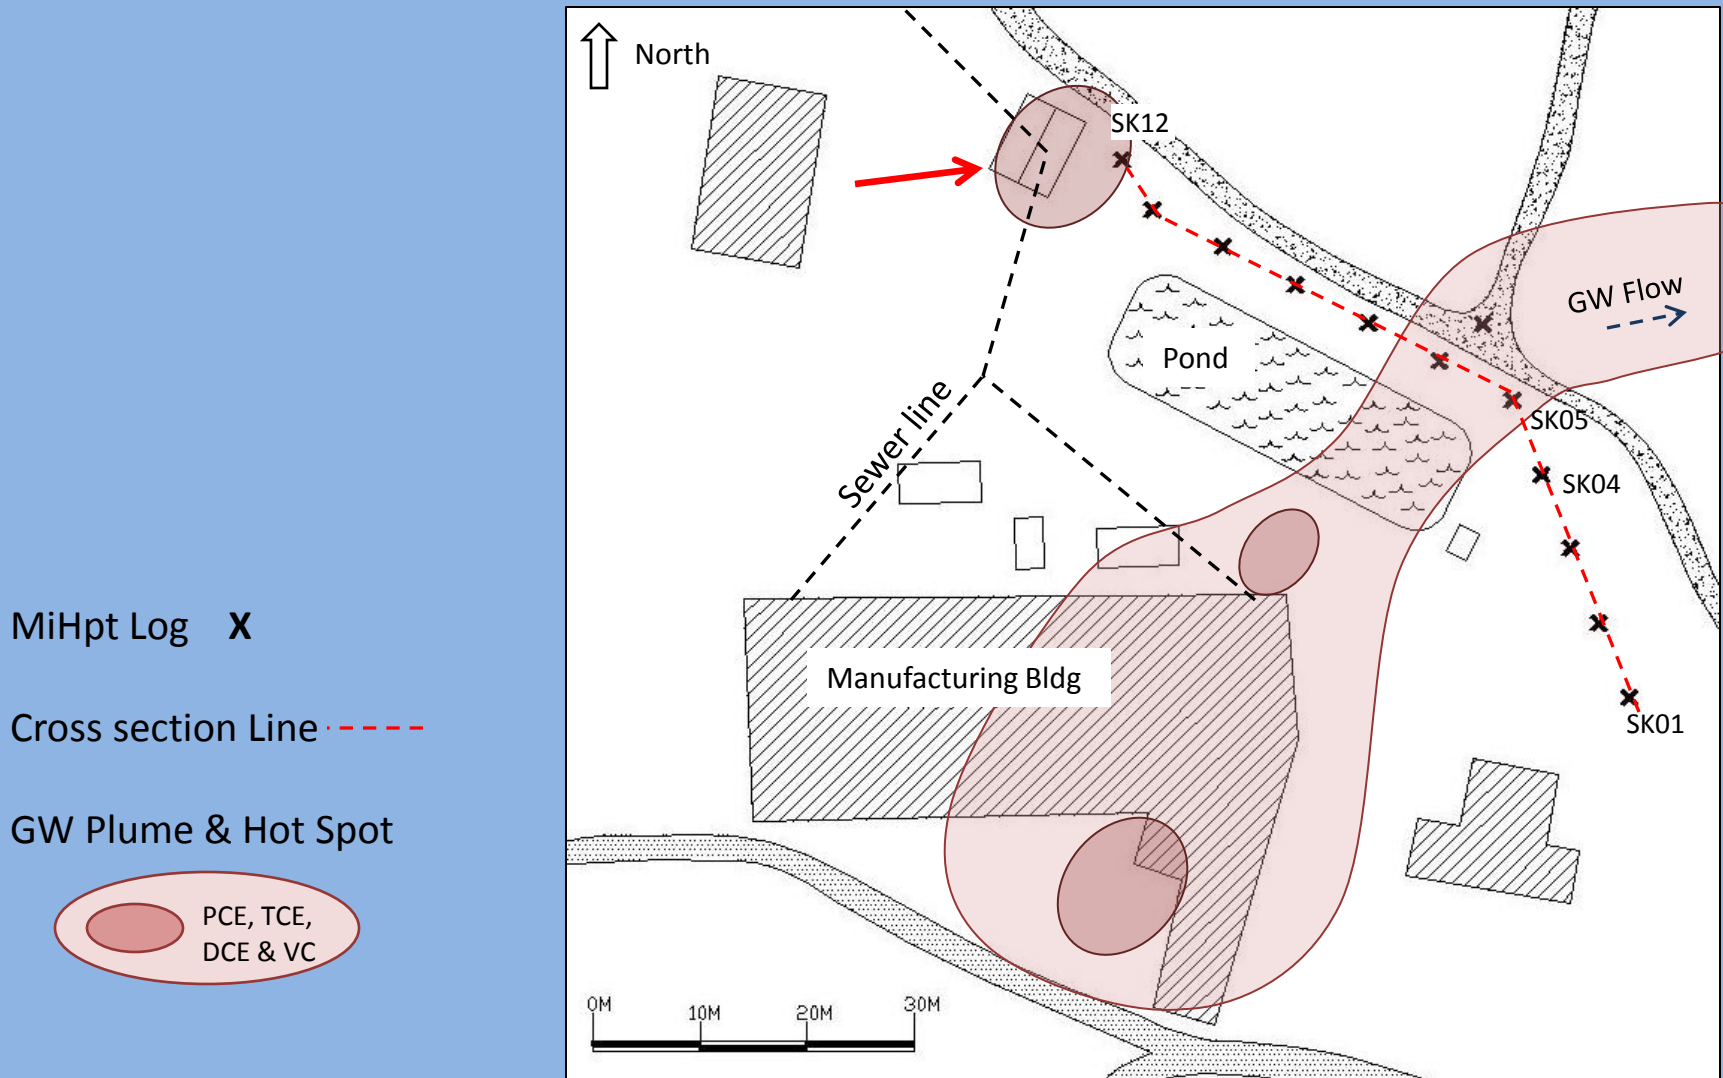 North
SK12
GW Flow
Pond
SK05
Sewer line
SK04
MiHpt Log X
Manufacturing Bldg
SK01
Cross section Line
GW Plume & Hot Spot
PCE, TCE,
DCE & VC
0M 10M 20M 30M